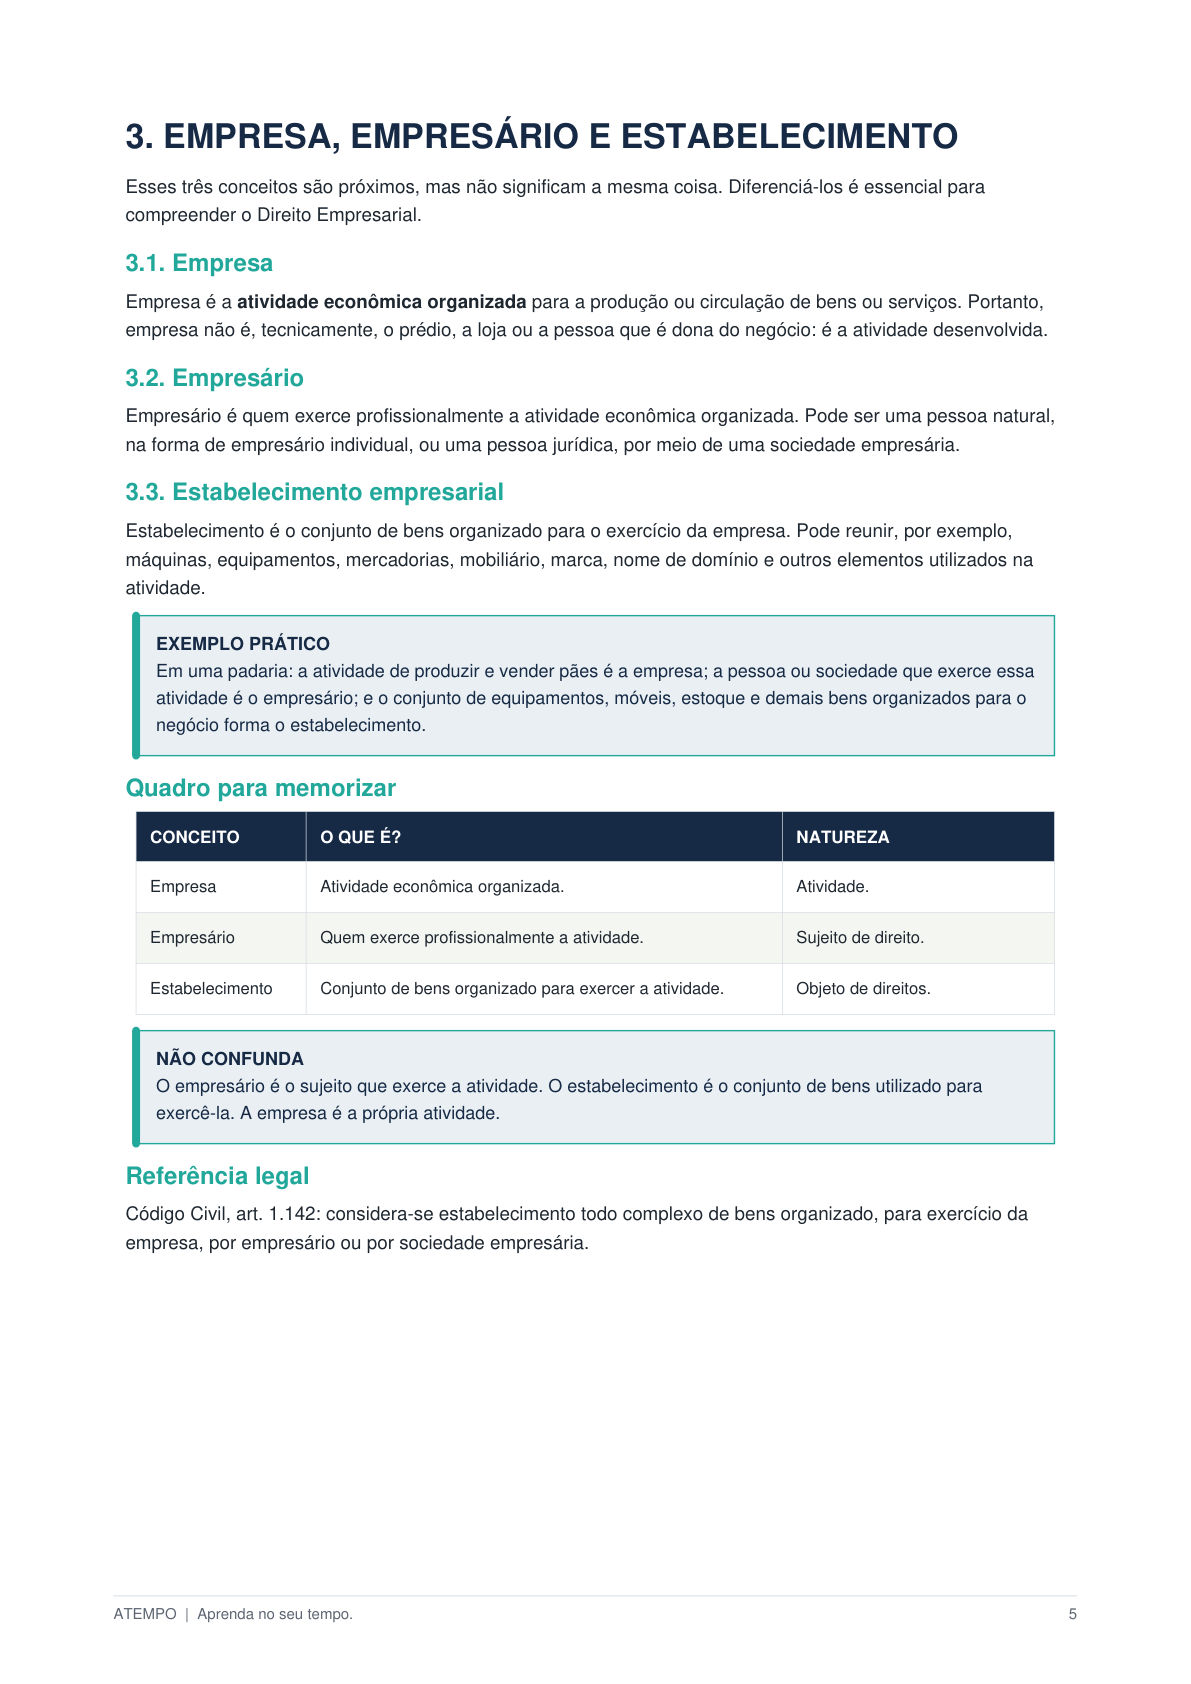 3. EMPRESA, EMPRESÁRIO E ESTABELECIMENTO
Esses três conceitos são próximos, mas não significam a mesma coisa. Diferenciá-los é essencial para
compreender o Direito Empresarial.
3.1. Empresa
Empresa é a atividade econômica organizada para a produção ou circulação de bens ou serviços. Portanto,
empresa não é, tecnicamente, o prédio, a loja ou a pessoa que é dona do negócio: é a atividade desenvolvida.
3.2. Empresário
Empresário é quem exerce profissionalmente a atividade econômica organizada. Pode ser uma pessoa natural,
na forma de empresário individual, ou uma pessoa jurídica, por meio de uma sociedade empresária.
3.3. Estabelecimento empresarial
Estabelecimento é o conjunto de bens organizado para o exercício da empresa. Pode reunir, por exemplo,
máquinas, equipamentos, mercadorias, mobiliário, marca, nome de domínio e outros elementos utilizados na
atividade.
EXEMPLO PRÁTICO
Em uma padaria: a atividade de produzir e vender pães é a empresa; a pessoa ou sociedade que exerce essa
atividade é o empresário; e o conjunto de equipamentos, móveis, estoque e demais bens organizados para o
negócio forma o estabelecimento.
Quadro para memorizar
CONCEITO O QUE É? NATUREZA
Empresa Atividade econômica organizada. Atividade.
Empresário Quem exerce profissionalmente a atividade. Sujeito de direito.
Estabelecimento Conjunto de bens organizado para exercer a atividade. Objeto de direitos.
NÃO CONFUNDA
O empresário é o sujeito que exerce a atividade. O estabelecimento é o conjunto de bens utilizado para
exercê-la. A empresa é a própria atividade.
Referência legal
Código Civil, art. 1.142: considera-se estabelecimento todo complexo de bens organizado, para exercício da
empresa, por empresário ou por sociedade empresária.
ATEMPO | Aprenda no seu tempo. 5